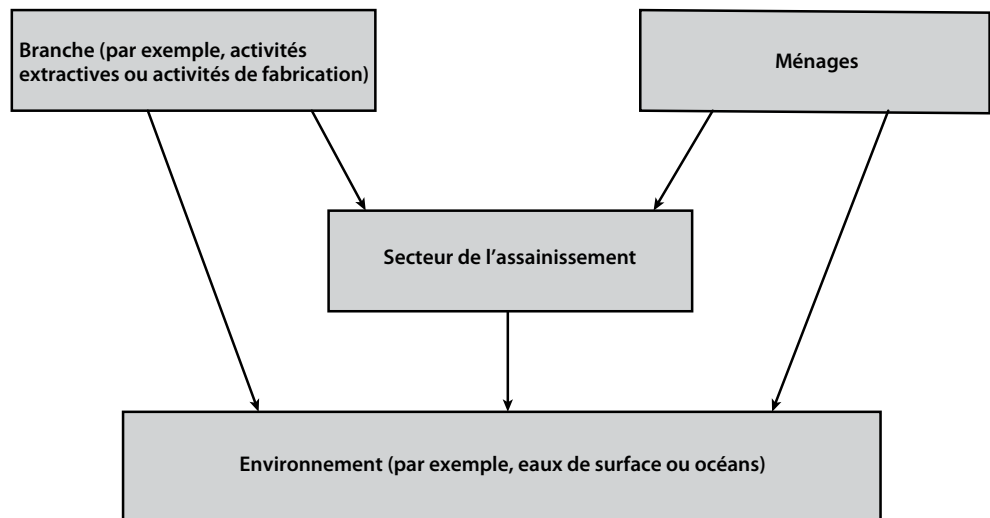 Branche (par exemple, activités
extractives ou activités de fabrication)
Ménages
Secteur de l’assainissement
Environnement (par exemple, eaux de surface ou océans)